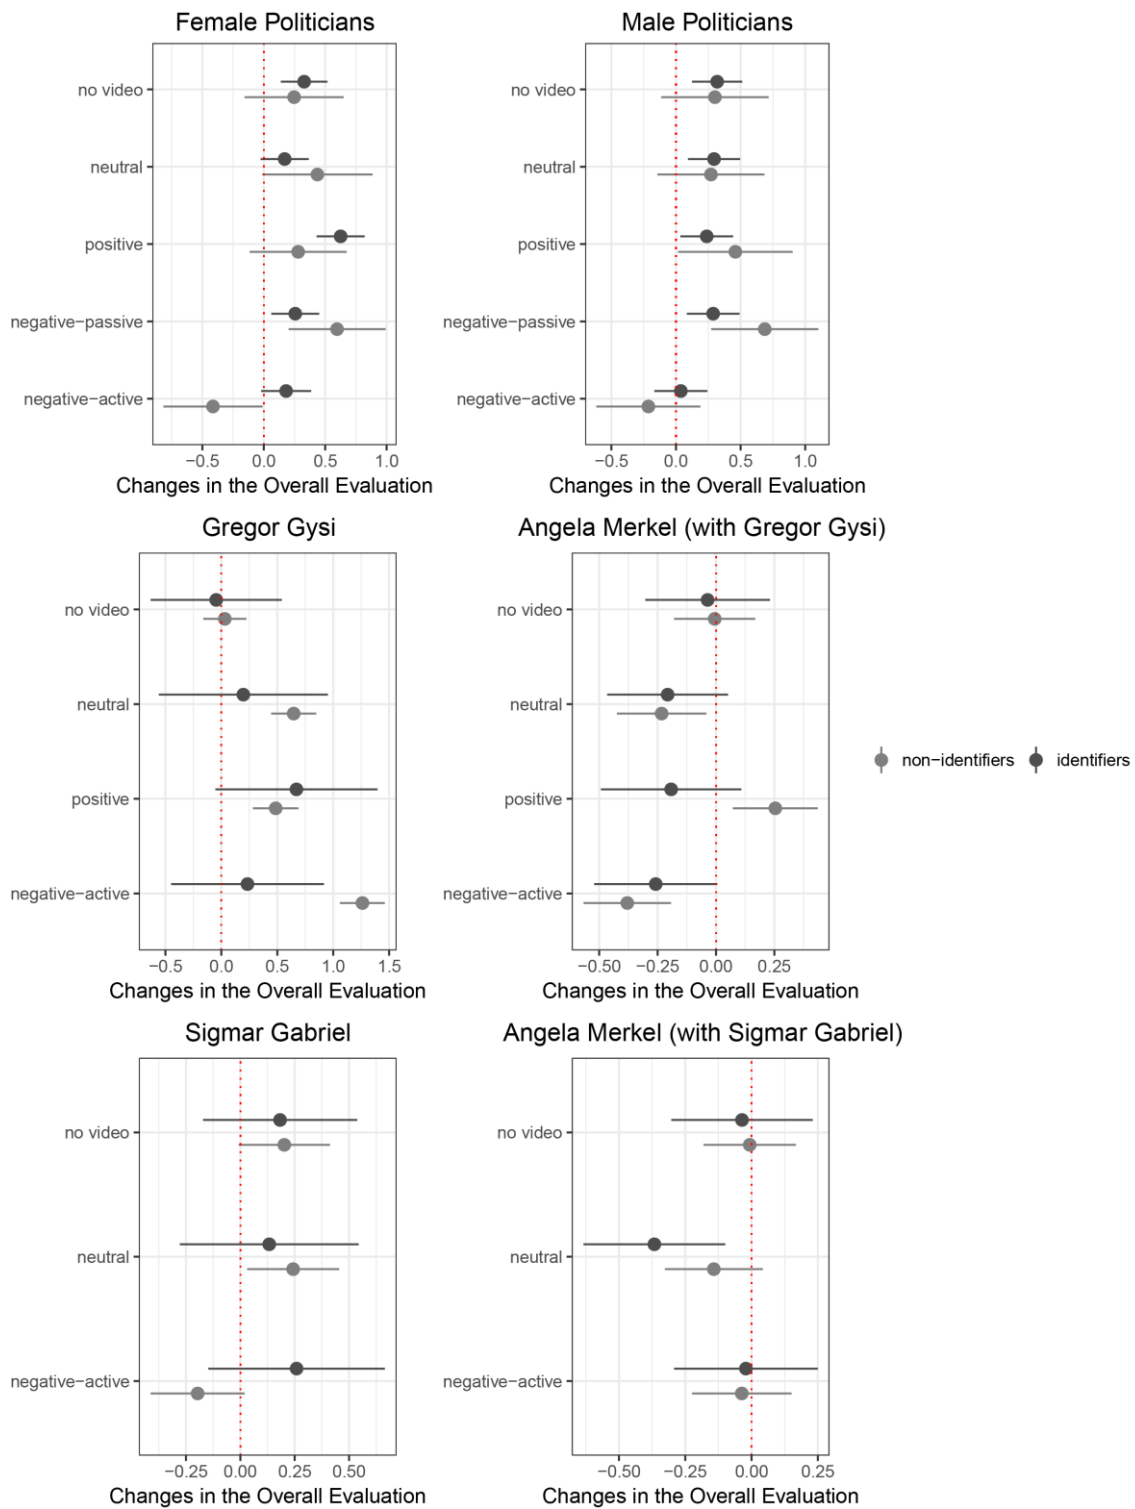 Female Politicians
no video
neutral
positive
negative−passive
negative−active
−0.5 0.0 0.5 1.0
Changes in the Overall Evaluation
Male Politicians
no video
neutral
positive
negative−passive
negative−active
−0.5 0.0 0.5 1.0
Changes in the Overall Evaluation
Gregor Gysi
no video
neutral
positive
negative−active
−0.5 0.0 0.5 1.0 1.5
Changes in the Overall Evaluation
Angela Merkel (with Gregor Gysi)
no video
neutral
positive
negative−active
−0.50 −0.25 0.00 0.25
Changes in the Overall Evaluation
non−identifiers identifiers
Sigmar Gabriel
no video
neutral
negative−active
−0.25 0.00 0.25 0.50
Changes in the Overall Evaluation
Angela Merkel (with Sigmar Gabriel)
no video
neutral
negative−active
−0.50 −0.25 0.00 0.25
Changes in the Overall Evaluation